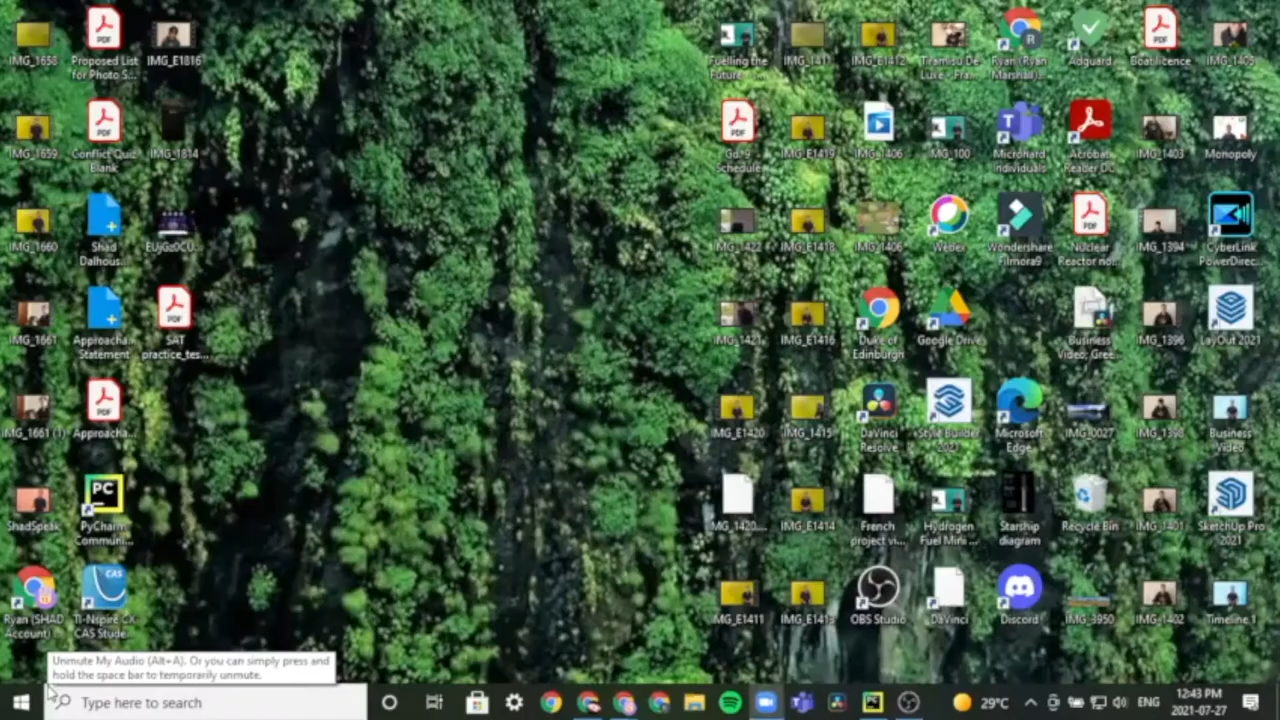 IMG_1658
Proposed List
for Photo S...
IMG_E1816
Fuelling the
Future - ...
IMG_1411
IMG_E1412
Tiramisu De
Luxe - Fra...
Ryan (Ryan
Marshall)...
Adguard
Boat licence
IMG_1405
IMG_1659
Conflict Quiz
Blank
IMG_1814
Gd. 9
Schedule
IMG_E1419
IMG_1406
MG_100
Micronard
Individuals
Acrobat
Reader DC
IMG_1403
Monopoly
IMG_1660
Shad
Dalhous...
IMG_1422
IMG_E1418
IMG_1406
Webex
Wondershare
Filmora9
Nuclear
Reactor no...
IMG_1394
CyberLink
PowerDirec...
IMG_1661
Approacha...
Statement
SAT
practice_tes...
IMG_1421
IMG_E1416
Duke of
Edinburgh
Google Drive
Business
Video; Gree...
IMG_1396
LayOut 2021
IMG_1661 (1)
Approacha...
IMG_E1420
IMG_1415
DaVinci
Resolve
Style Builder
2021
Microsoft
Edge
IMG_0027
IMG_1398
Business
Video
ShadSpeak
PyCharm
Communi...
MG_1420...
IMG_E1414
French
project vi...
Hydrogen
Fuel Mini ...
Starship
diagram
Recycle Bin
IMG_1401
SketchUp Pro
2021
Ryan (SHAD
Account)
TI-Nspire CX
CAS Stude...
IMG_E1411
IMG_E1413
OBS Studio
DaVinci
Discord
IMG_3950
IMG_1402
Timeline 1
Unmute My Audio (Alt+A). Or you can simply press and
hold the space bar to temporarily unmute.
Type here to search
29°C
ENG
12:43 PM
2021-07-27